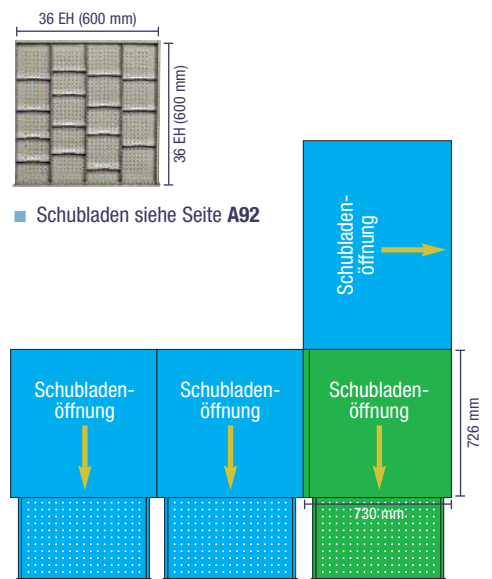 36 EH (600 mm)
36 EH (600 mm)
Schubladen siehe Seite A92
Schubladen-
öffnung
Schubladen-
öffnung
Schubladen-
öffnung
Schubladen-
öffnung
726 mm
730 mm